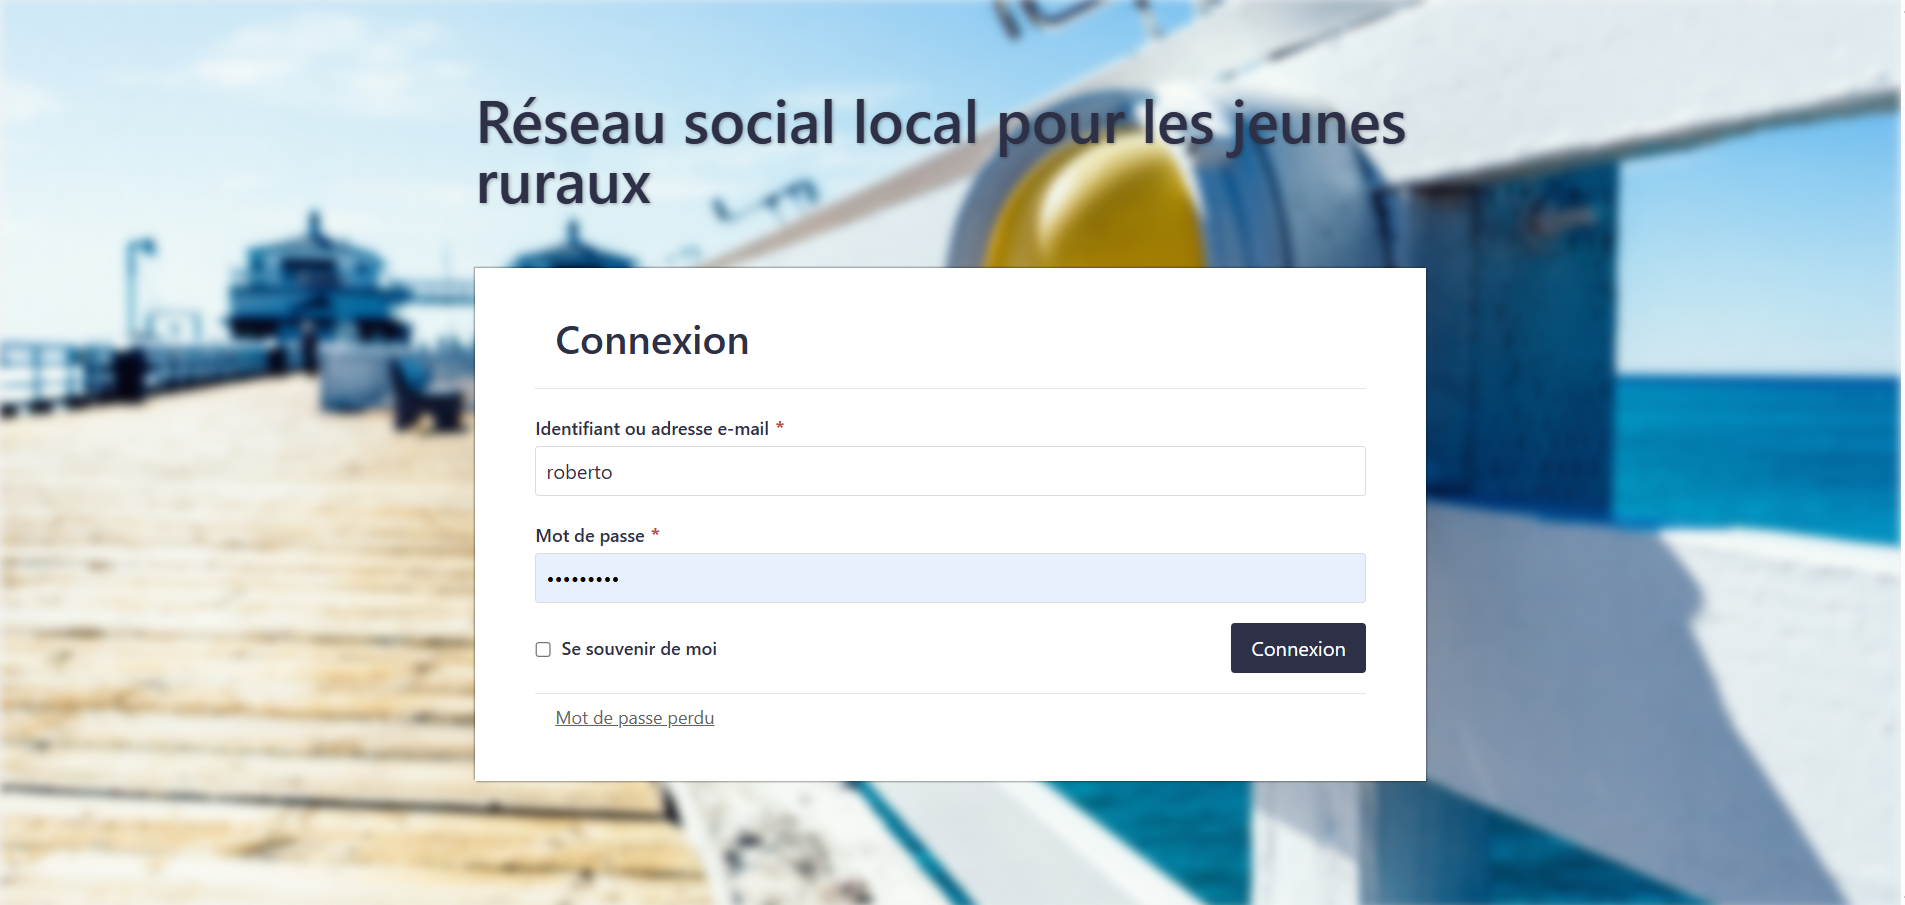 Réseau social local pour les jeunes
ruraux
Connexion
Identifiant ou adresse e-mail *
roberto
Mot de passe *
•••••••••
Se souvenir de moi
Connexion
Mot de passe perdu